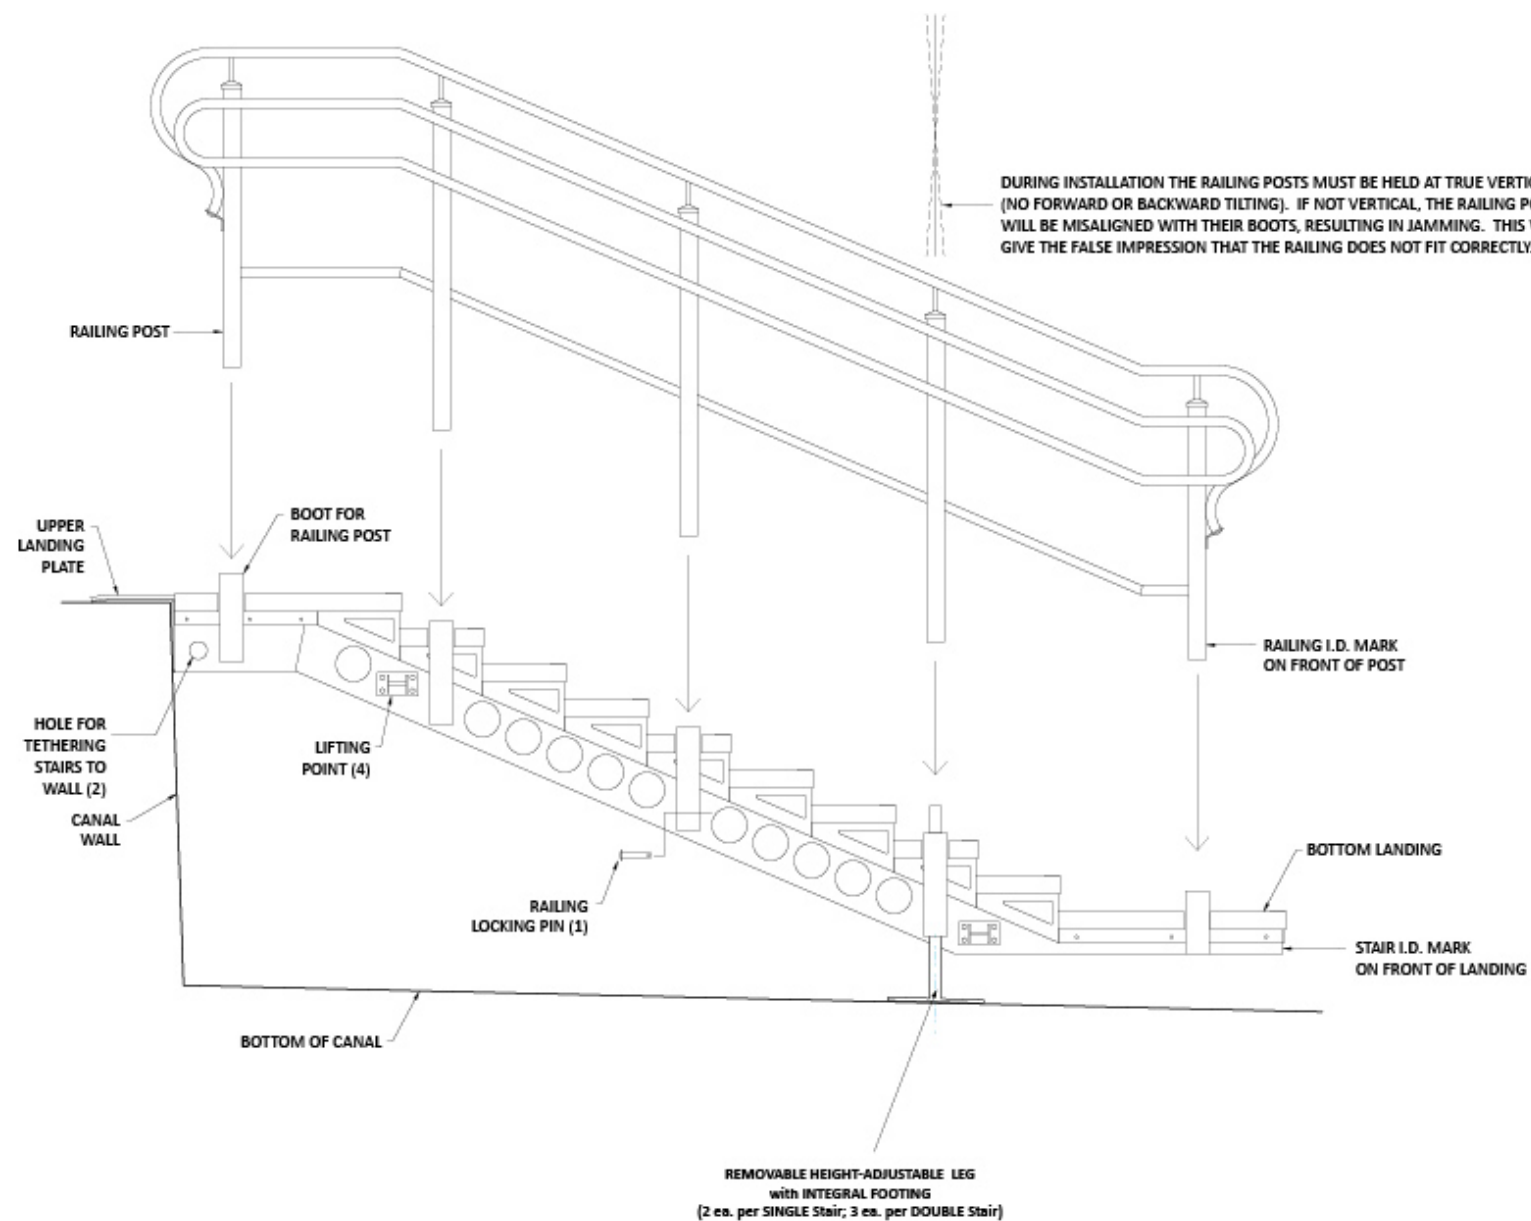 DURING INSTALLATION THE RAILING POSTS MUST BE HELD AT TRUE
(NO FORWARD OR BACKWARD TILTING). IF NOT VERTICAL, THE RAILING
WILL BE MISALIGNED WITH THEIR BOOTS, RESULTING IN JAMMING. THIS
GIVE THE FALSE IMPRESSION THAT THE RAILING DOES NOT FIT CORRECTLY
RAILING POST
BOOT FOR
RAILING POST
UPPER
LANDING
PLATE
RAILING I.D. MARK
ON FRONT OF POST
HOLE FOR
TETHERING
STAIRS TO
WALL (2)
LIFTING
POINT (4)
CANAL
WALL
BOTTOM LANDING
RAILING
LOCKING PIN (1)
STAIR I.D. MARK
ON FRONT OF LANDING
BOTTOM OF CANAL
REMOVABLE HEIGHT-ADJUSTABLE LEG
with INTEGRAL FOOTING
(2 ea. per SINGLE Stair; 3 ea. per DOUBLE Stair)